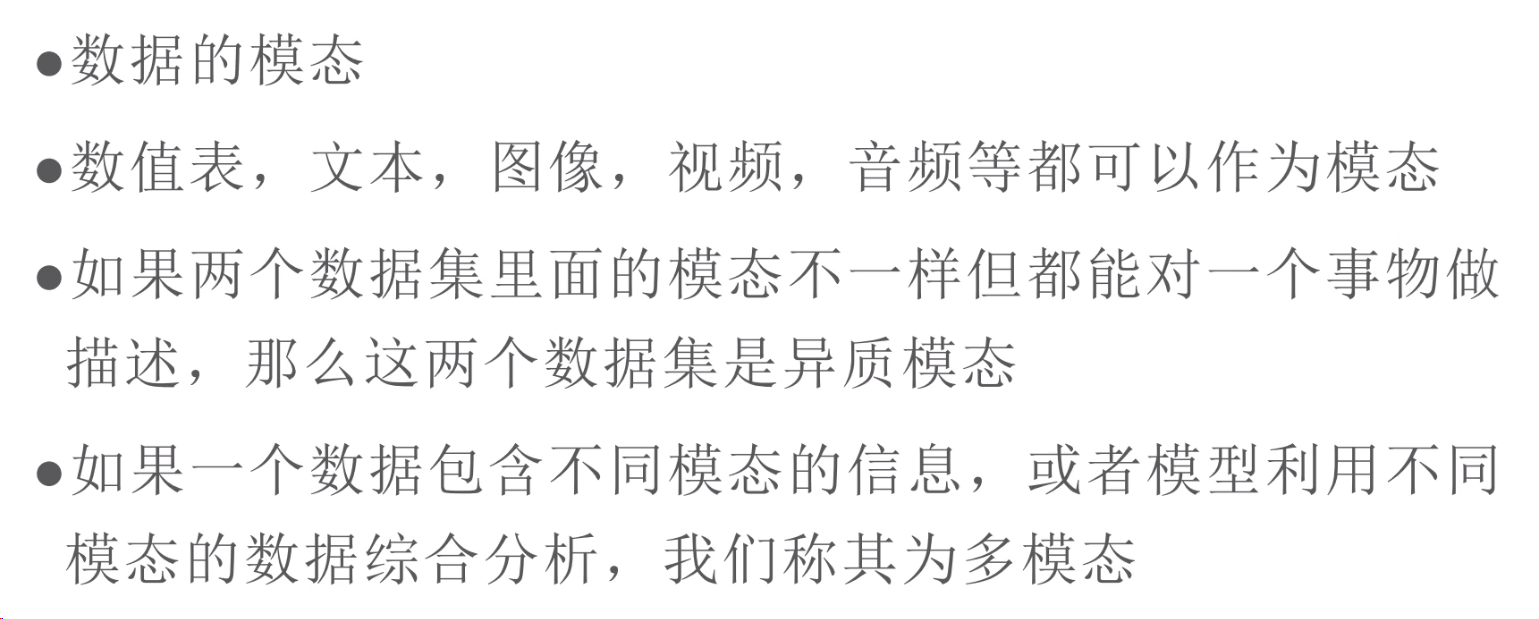 ●数据的模态
●数值表，文本，图像，视频，音频等都可以作为模态
●如果两个数据集里面的模态不一样但都能对一个事物做
描述，那么这两个数据集是异质模态
●如果一个数据包含不同模态的信息，或者模型利用不同
模态的数据综合分析，我们称其为多模态